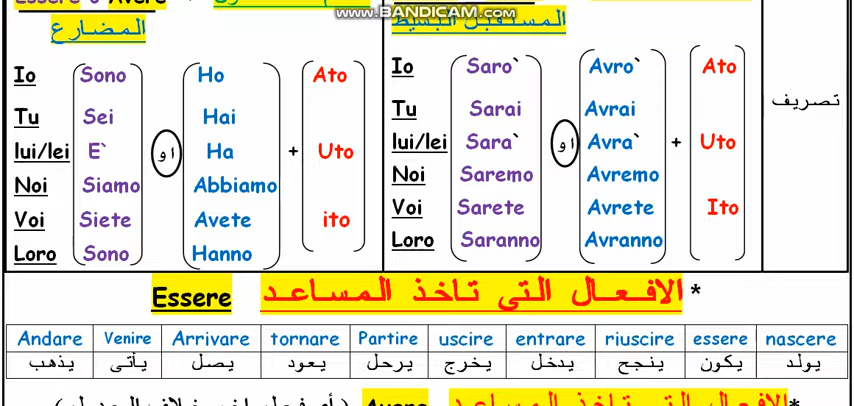 Essere o Avere
المضارع
www.BANDICAM.com
المستقبل البسيط
Io Sono Ho Ato
Tu Sei Hai
lui/lei E` او Ha + Uto
Noi Siamo Abbiamo
Voi Siete Avete ito
Loro Sono Hanno
Io Saro` Avro` Ato
Tu Sarai Avrai
lui/lei Sara` او Avra` + Uto
Noi Saremo Avremo
Voi Sarete Avrete Ito
Loro Saranno Avranno
تصريف
* الافـعـال التى تـاخـذ الـمـسـاعـد Essere
Andare Venire Arrivare tornare Partire uscire entrare riuscire essere nascere
يذهب يأتى يصل يعود يرحل يخرج يدخل ينجح يكون يولد
*الافعال التى تاخذ المساعد Avere